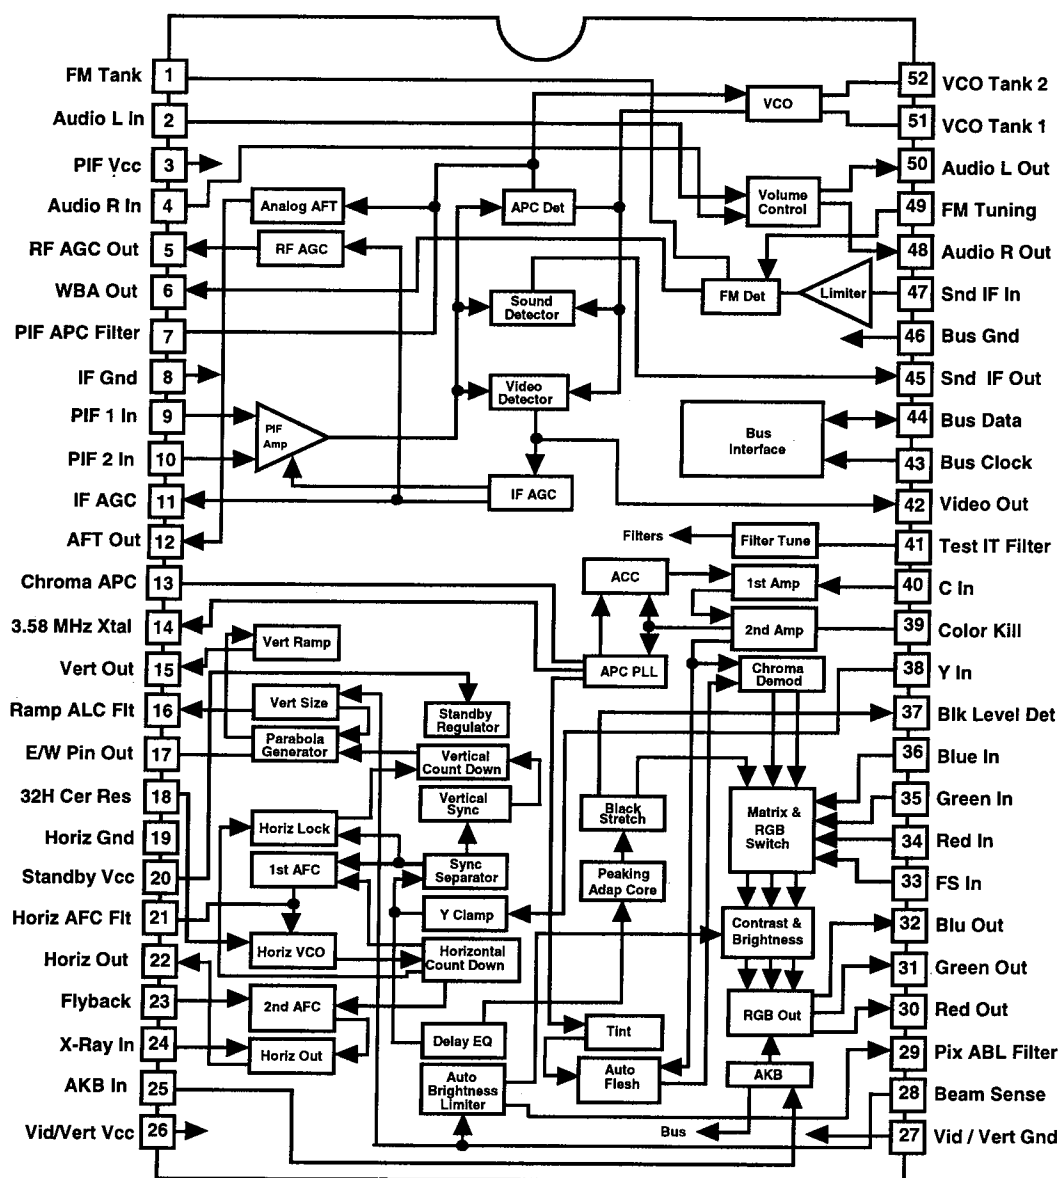 FM Tank
1
Audio L In
2
PIF Vcc
3
Audio R In
4
RF AGC Out
5
WBA Out
6
PIF APC Filter
7
IF Gnd
8
PIF 1 In
9
PIF 2 In
10
IF AGC
11
AFT Out
12
Chroma APC
13
3.58 MHz Xtal
14
Vert Out
15
Ramp ALC Flt
16
E/W Pin Out
17
32H Cer Res
18
Horiz Gnd
19
Standby Vcc
20
Horiz AFC Flt
21
Horiz Out
22
Flyback
23
X-Ray In
24
AKB In
25
Vid/Vert Vcc
26
VCO
Analog AFT
APC Det
Volume
Control
RF AGC
Sound
Detector
FM Det
Limiter
Video
Detector
PIF
Amp
Bus
Interface
IF AGC
Filters
Filter Tune
ACC
1st Amp
2nd Amp
Vert Ramp
APC PLL
Chroma
Demod
Vert Size
Standby
Regulator
Parabola
Generator
Vertical
Count Down
Vertical
Sync
Black
Stretch
Matrix &
RGB
Switch
Horiz Lock
1st AFC
Sync
Separator
Peaking
Adap Core
Y Clamp
Contrast &
Brightness
Horiz VCO
Horizontal
Count Down
2nd AFC
RGB Out
Delay EQ
Tint
Horiz Out
Auto
Flesh
AKB
Auto
Brightness
Limiter
Bus
52
VCO Tank 2
51
VCO Tank 1
50
Audio L Out
49
FM Tuning
48
Audio R Out
47
Snd IF In
46
Bus Gnd
45
Snd IF Out
44
Bus Data
43
Bus Clock
42
Video Out
41
Test IT Filter
40
C In
39
Color Kill
38
Y In
37
Blk Level Det
36
Blue In
35
Green In
34
Red In
33
FS In
32
Blu Out
31
Green Out
30
Red Out
29
Pix ABL Filter
28
Beam Sense
27
Vid / Vert Gnd